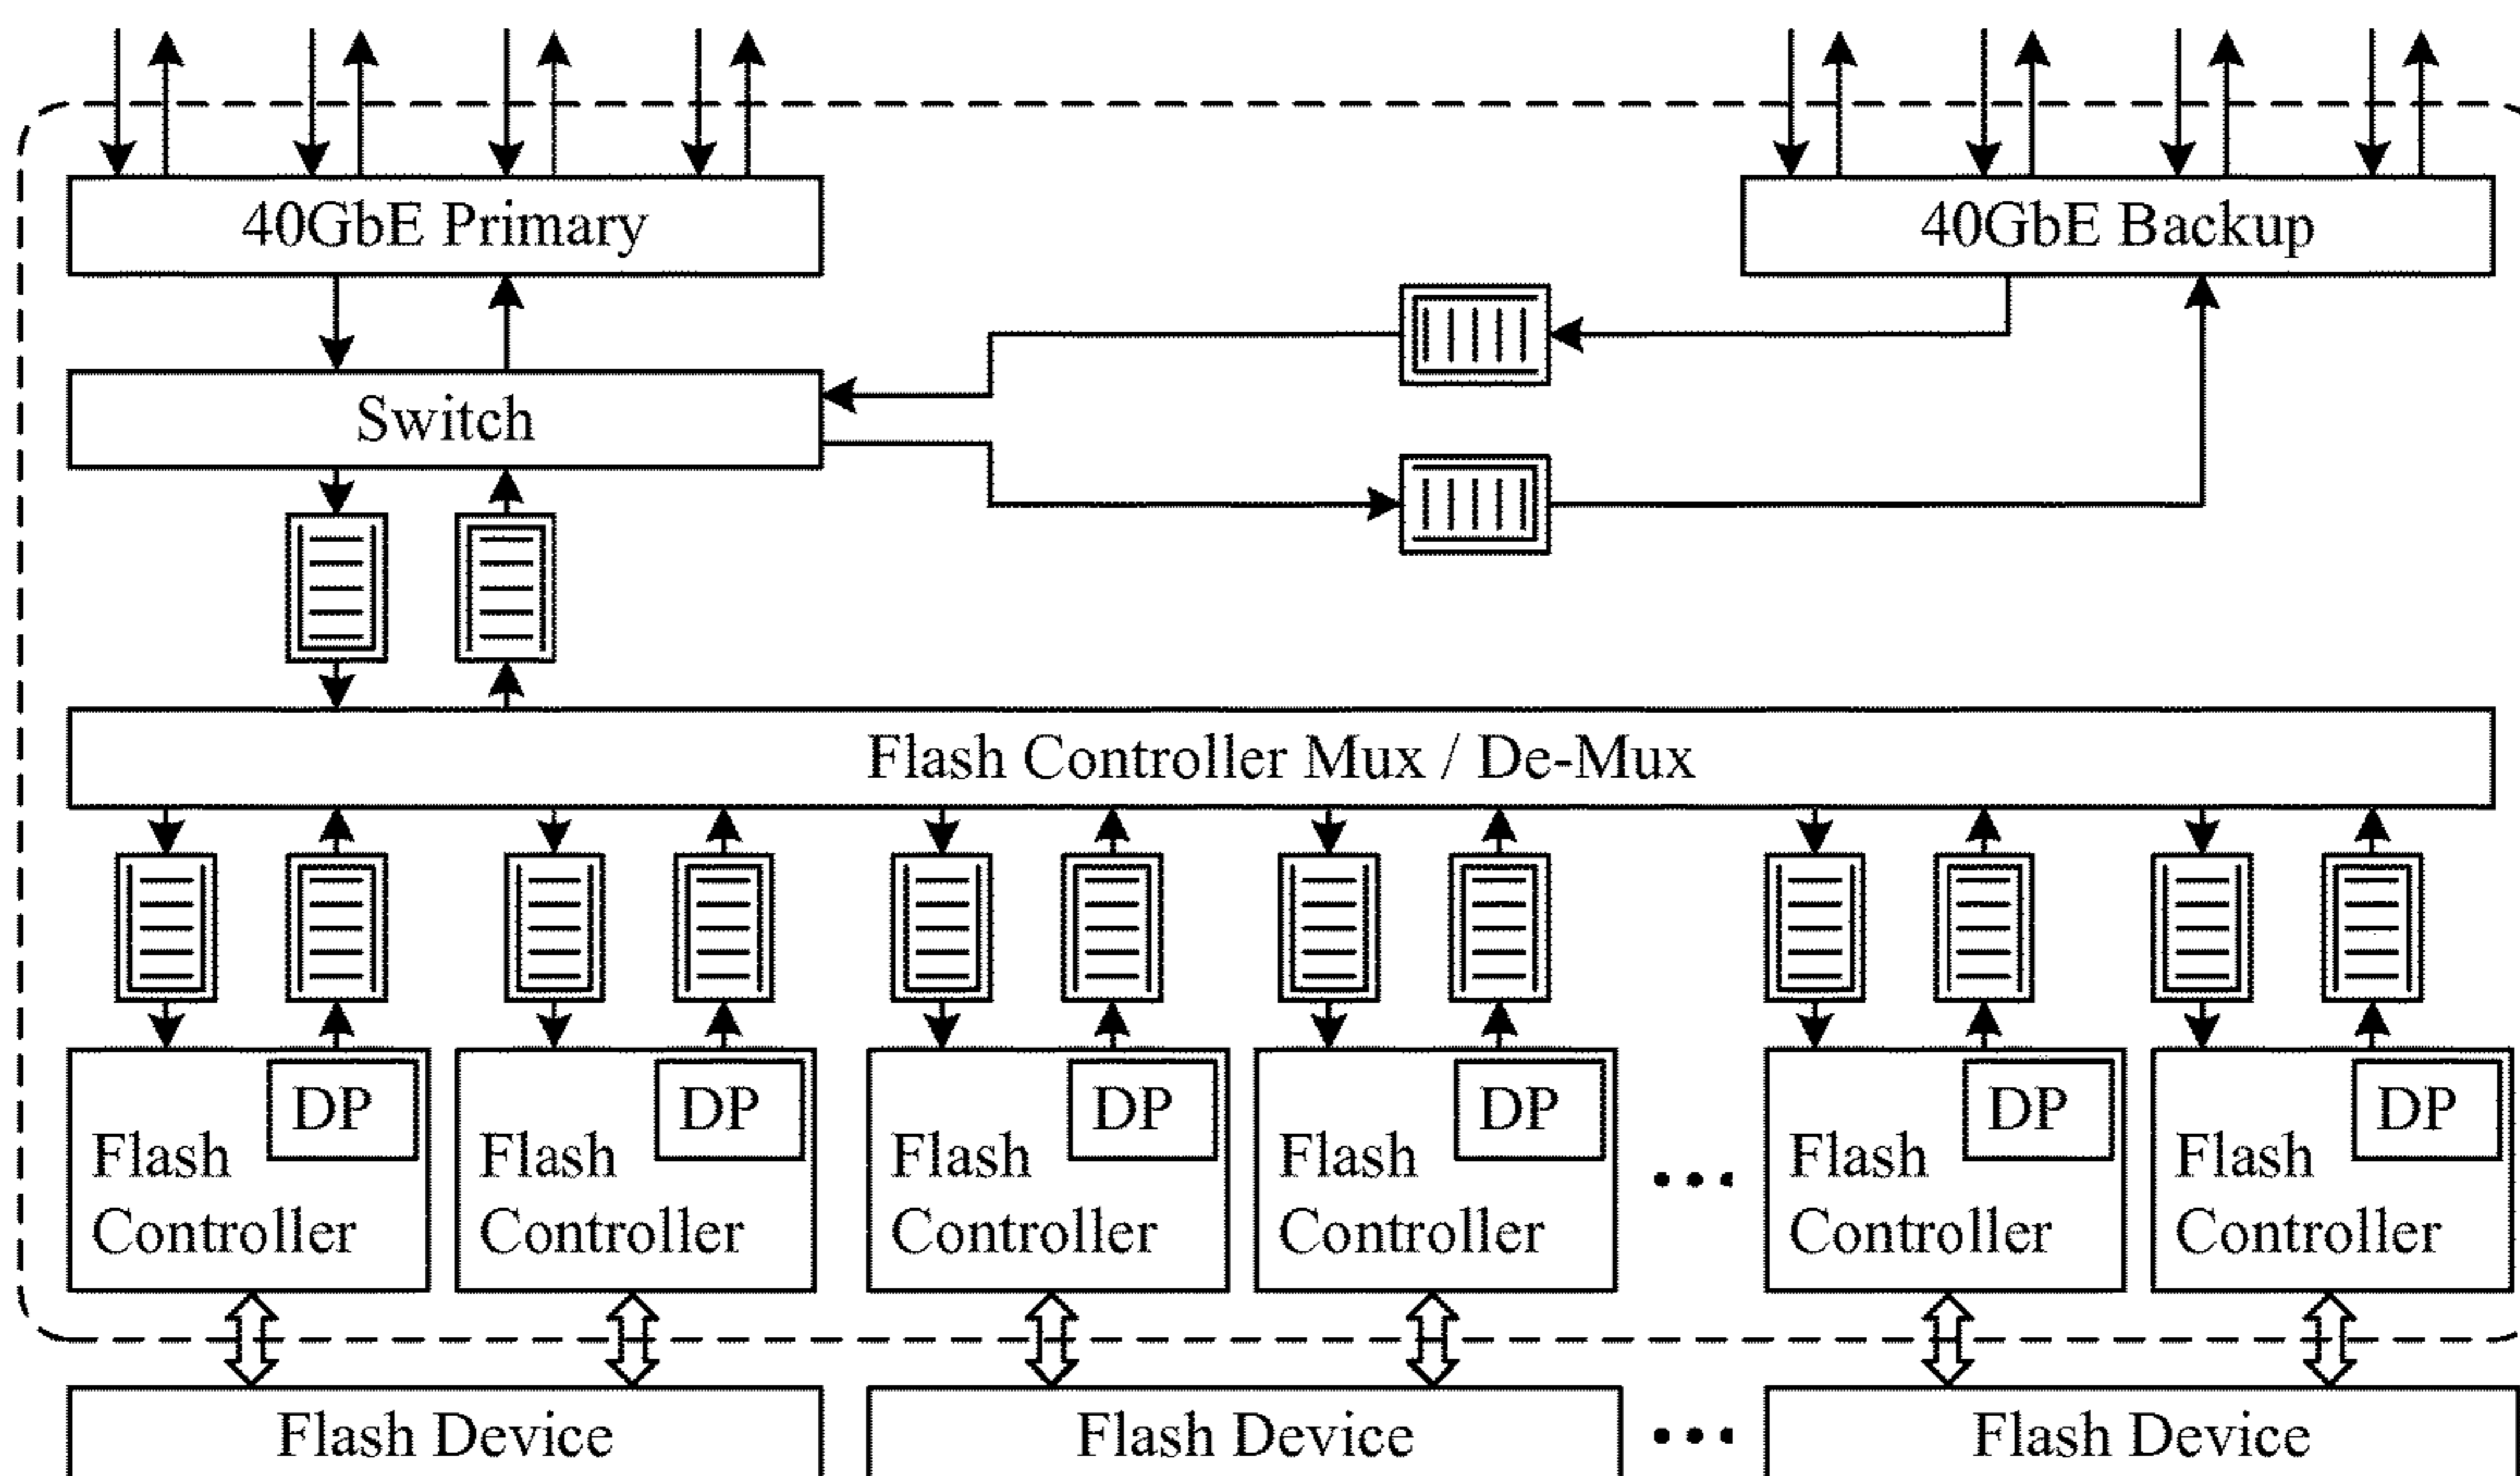 40GbE Primary
40GbE Backup
Switch
Flash Controller Mux / De-Mux
DP
Flash
Controller
DP
Flash
Controller
DP
Flash
Controller
DP
Flash
Controller
...
DP
Flash
Controller
DP
Flash
Controller
Flash Device
Flash Device
...
Flash Device